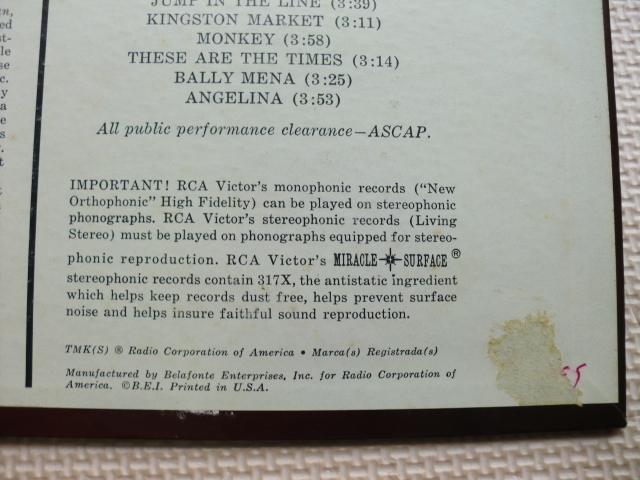 JUMP IN THE LINE (3:39)
KINGSTON MARKET (3:11)
MONKEY (3:58)
THESE ARE THE TIMES (3:14)
BALLY MENA (3:25)
ANGELINA (3:53)
All public performance clearance—ASCAP.
IMPORTANT! RCA Victor's monophonic records ("New
Orthophonic" High Fidelity) can be played on stereophonic
phonographs. RCA Victor's stereophonic records (Living
Stereo) must be played on phonographs equipped for stereo-
phonic reproduction. RCA Victor's MIRACLE SURFACE ®
stereophonic records contain 317X, the antistatic ingredient
which helps keep records dust free, helps prevent surface
noise and helps insure faithful sound reproduction.
TMK(S) ® Radio Corporation of America • Marca(s) Registrada(s)
Manufactured by Belafonte Enterprises, Inc. for Radio Corporation of
America. © B.E.I. Printed in U.S.A.